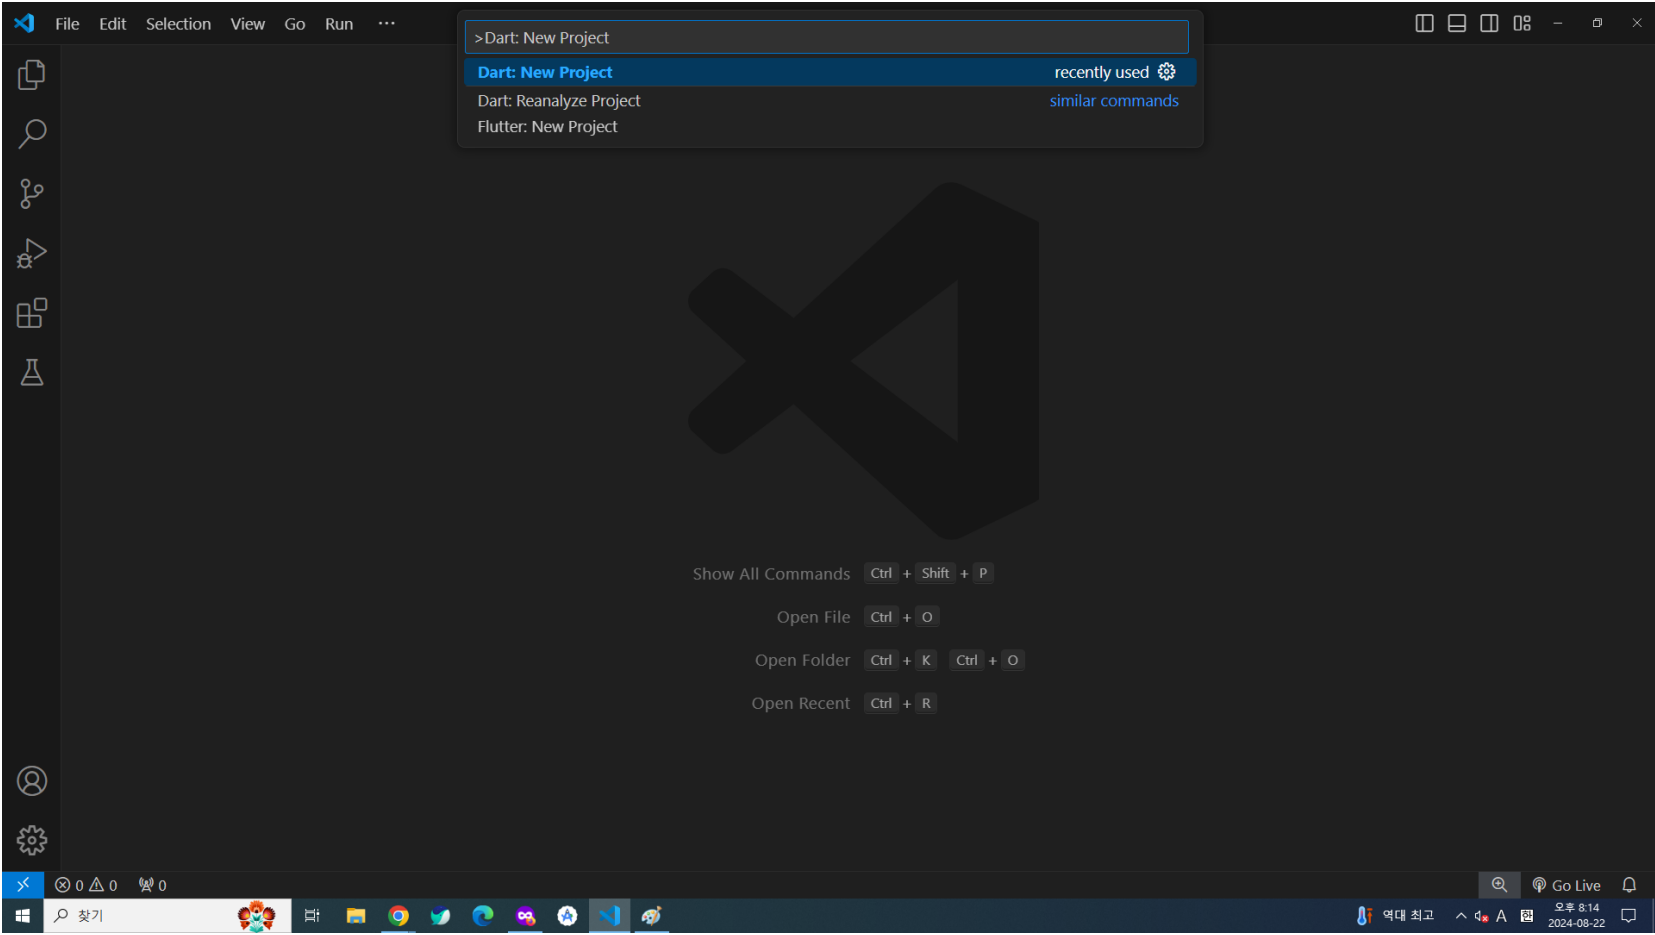 File Edit Selection View Go Run ...
>Dart: New Project
Dart: New Project recently used
Dart: Reanalyze Project similar commands
Flutter: New Project
Show All Commands Ctrl + Shift + P
Open File Ctrl + O
Open Folder Ctrl + K Ctrl + O
Open Recent Ctrl + R
0 0 0 Go Live
찾기 역대 최고 A 한 오후 8:14
2024-08-22